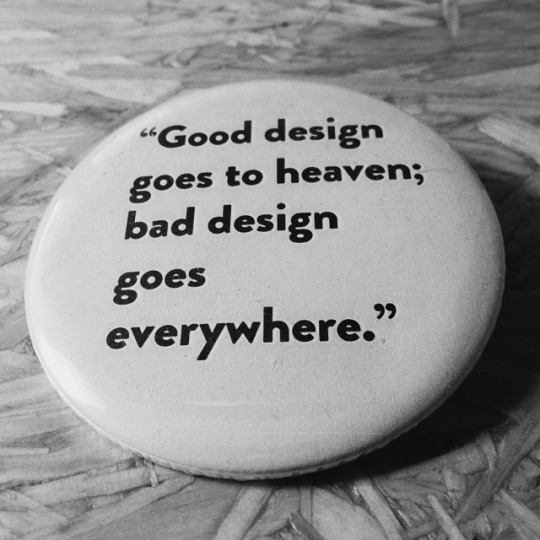 “Good design
goes to heaven;
bad design
goes
everywhere.”